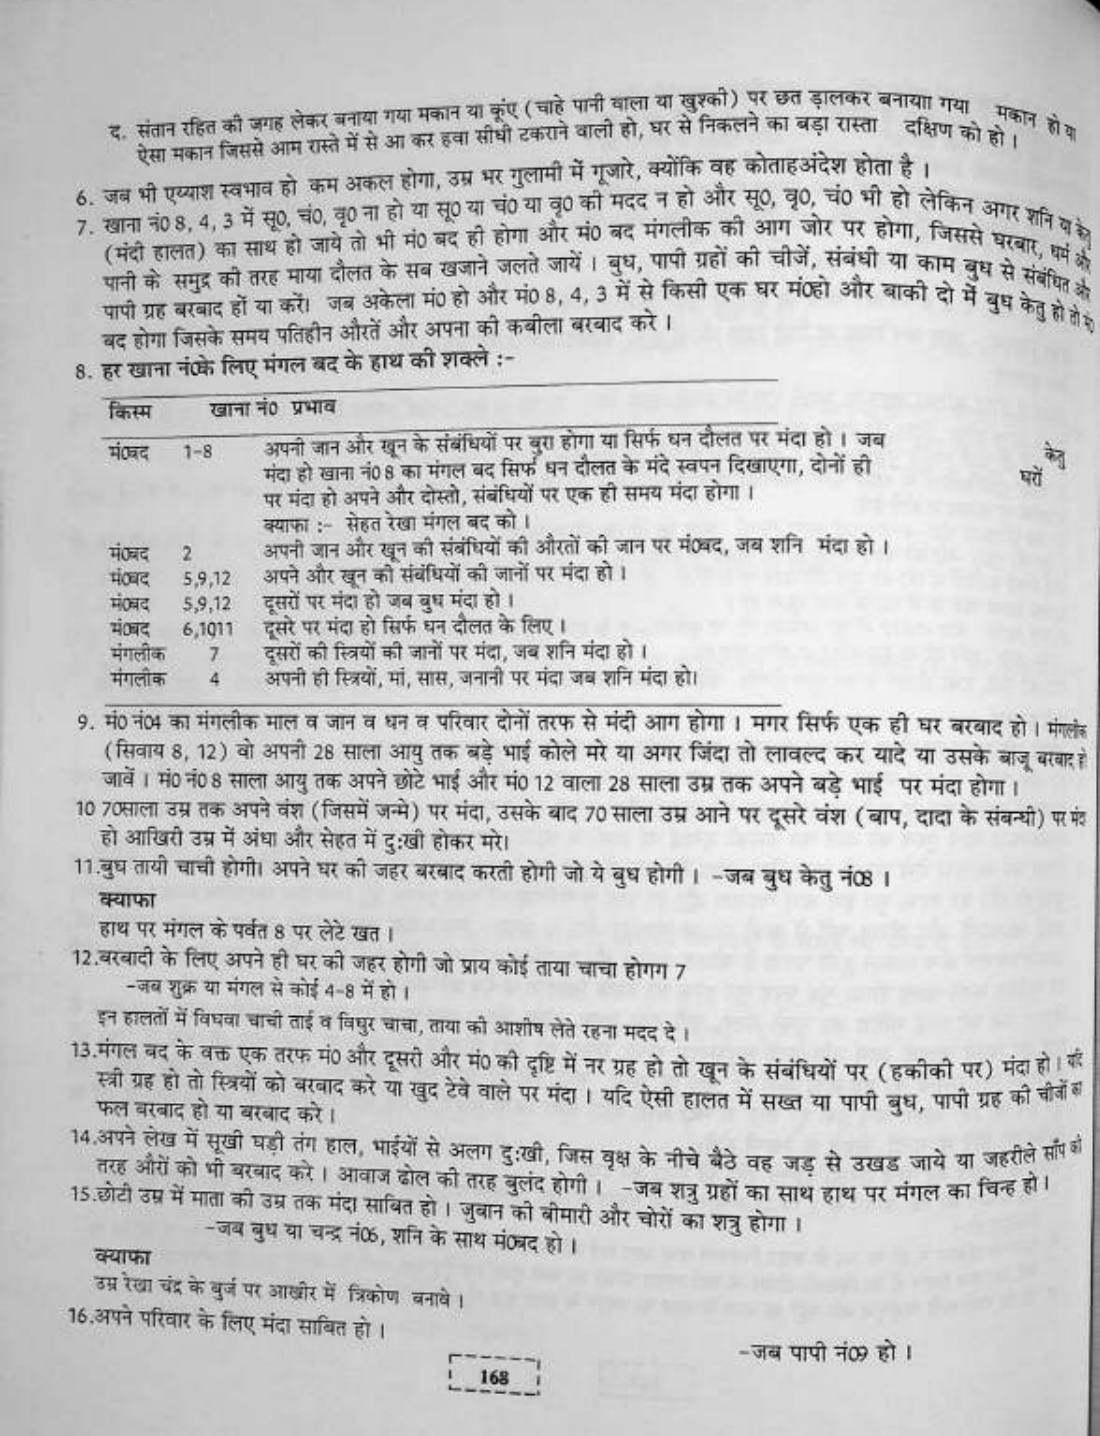 द. संतान रहित की जगह लेकर बनाया गया मकान या कूंए (चाहे पानी वाला या खुश्की) पर छत ड़ालकर बनायाा गया मकान हो या
ऐसा मकान जिससे आम रास्ते में से आ कर हवा सीधी टकराने वाली हो, घर से निकलने का बड़ा रास्ता दक्षिण को हो ।
6. जब भी एय्याश स्वभाव हो कम अकल होगा, उम्र भर गुलामी में गूजारे, क्योंकि वह कोताहअंदेश होता है ।
7. खाना नं0 8, 4, 3 में सू0, चं0, वृ0 ना हो या सू0 या चं0 या वृ0 की मदद न हो और सू0, वृ0, चं0 भी हो लेकिन अगर शनि या केतु
(मंदी हालत) का साथ हो जाये तो भी मं0 बद ही होगा और मं0 बद मंगलीक की आग जोर पर होगा, जिससे घरबार, धर्म और
पानी के समुद्र की तरह माया दौलत के सब खजाने जलते जायें । बुध, पापी ग्रहों की चीजें, संबंधी या काम बुध से संबंधित और
पापी ग्रह बरबाद हों या करें। जब अकेला मं0 हो और मं0 8, 4, 3 में से किसी एक घर मं0हो और बाकी दो में बुध केतु हो तो मं0
बद होगा जिसके समय पतिहीन औरतें और अपना की कबीला बरबाद करे ।
8. हर खाना नं0के लिए मंगल बद के हाथ की शक्ले :-
किस्म खाना नं0 प्रभाव
मं0बद 1-8 अपनी जान और खून के संबंधियों पर बुरा होगा या सिर्फ धन दौलत पर मंदा हो । जब केतु
मंदा हो खाना नं0 8 का मंगल बद सिर्फ धन दौलत के मंदे स्वपन दिखाएगा, दोनों ही घरों
पर मंदा हो अपने और दोस्तो, संबंधियों पर एक ही समय मंदा होगा ।
क्याफा :- सेहत रेखा मंगल बद को ।
मं0बद 2 अपनी जान और खून की संबंधियों की औरतों की जान पर मं0बद, जब शनि मंदा हो ।
मं0बद 5,9,12 अपने और खून की संबंधियों की जानों पर मंदा हो ।
मं0बद 5,9,12 दूसरों पर मंदा हो जब बुध मंदा हो ।
मं0बद 6,1011 दूसरे पर मंदा हो सिर्फ धन दौलत के लिए ।
मंगलीक 7 दूसरों की स्त्रियों की जानों पर मंदा, जब शनि मंदा हो ।
मंगलीक 4 अपनी ही स्त्रियों, मां, सास, जनानी पर मंदा जब शनि मंदा हो।
9. मं0 नं04 का मंगलीक माल व जान व धन व परिवार दोनों तरफ से मंदी आग होगा । मगर सिर्फ एक ही घर बरबाद हो । मंगलीक
(सिवाय 8, 12) वो अपनी 28 साला आयु तक बड़े भाई कोले मरे या अगर जिंदा तो लावल्द कर यादे या उसके बाजू बरबाद हो
जावें । मं0 नं0 8 साला आयु तक अपने छोटे भाई और मं0 12 वाला 28 साला उम्र तक अपने बड़े भाई पर मंदा होगा ।
10 70साला उम्र तक अपने वंश (जिसमें जन्मे) पर मंदा, उसके बाद 70 साला उम्र आने पर दूसरे वंश (बाप, दादा के संबन्धी) पर मंद
हो आखिरी उम्र में अंधा और सेहत में दु:खी होकर मरे।
11.बुध तायी चाची होगी। अपने घर की जहर बरबाद करती होगी जो ये बुध होगी । -जब बुध केतु नं08 ।
क्याफा
हाथ पर मंगल के पर्वत 8 पर लेटे खत ।
12.बरबादी के लिए अपने ही घर की जहर होगी जो प्राय कोई ताया चाचा होगग 7
-जब शुक्र या मंगल से कोई 4-8 में हो ।
इन हालतों में विघवा चाची ताई व विघुर चाचा, ताया की आशीष लेते रहना मदद दे ।
13.मंगल बद के वक्त एक तरफ मं0 और दूसरी और मं0 की दृष्टि में नर ग्रह हो तो खून के संबंधियों पर (हकीकी पर) मंदा हो । यदि
स्त्री ग्रह हो तो स्त्रियों को बरबाद करे या खुद टेवे वाले पर मंदा । यदि ऐसी हालत में सख्त या पापी बुध, पापी ग्रह की चीजों का
फल बरबाद हो या बरबाद करे ।
14.अपने लेख में सूखी घड़ी तंग हाल, भाईयों से अलग दु:खी, जिस वृक्ष के नीचे बैठे वह जड़ से उखड जाये या जहरीले साँप की
तरह औरों को भी बरबाद करे । आवाज ढोल की तरह बुलंद होगी । -जब शत्रु ग्रहों का साथ हाथ पर मंगल का चिन्ह हो ।
15.छोटी उम्र में माता की उम्र तक मंदा साबित हो । जुबान की बीमारी और चोरों का शत्रु होगा ।
-जब बुध या चन्द्र नं06, शनि के साथ मं0बद हो ।
क्याफा
उम्र रेखा चंद्र के बुर्ज पर आखीर में त्रिकोण बनावे ।
16.अपने परिवार के लिए मंदा साबित हो ।
-जब पापी नं09 हो ।
168